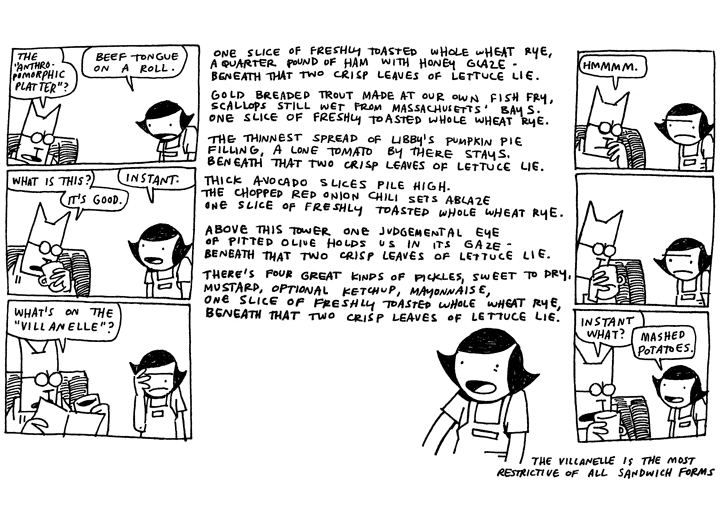 THE
"ANTHRO-
POMORPHIC
PLATTER"?
BEEF TONGUE
ON A ROLL.
WHAT IS THIS?
IT'S GOOD.
INSTANT.
WHAT'S ON THE
"VILLANELLE"?
ONE SLICE OF FRESHLY TOASTED WHOLE WHEAT RYE,
A QUARTER POUND OF HAM WITH HONEY GLAZE -
BENEATH THAT TWO CRISP LEAVES OF LETTUCE LIE.
GOLD BREADED TROUT MADE AT OUR OWN FISH FRY,
SCALLOPS STILL WET FROM MASSACHUSETTS' BAYS.
ONE SLICE OF FRESHLY TOASTED WHOLE WHEAT RYE.
THE THINNEST SPREAD OF LIBBY'S PUMPKIN PIE
FILLING, A LONE TOMATO BY THERE STAYS.
BENEATH THAT TWO CRISP LEAVES OF LETTUCE LIE.
THICK AVOCADO SLICES PILE HIGH.
THE CHOPPED RED ONION CHILI SETS ABLAZE
ONE SLICE OF FRESHLY TOASTED WHOLE WHEAT RYE.
ABOVE THIS TOWER ONE JUDGEMENTAL EYE
OF PITTED OLIVE HOLDS US IN ITS GAZE -
BENEATH THAT TWO CRISP LEAVES OF LETTUCE LIE.
THERE'S FOUR GREAT KINDS OF PICKLES, SWEET TO DRY,
MUSTARD, OPTIONAL KETCHUP, MAYONNAISE,
ONE SLICE OF FRESHLY TOASTED WHOLE WHEAT RYE,
BENEATH THAT TWO CRISP LEAVES OF LETTUCE LIE.
HMMMM.
INSTANT
WHAT?
MASHED
POTATOES.
THE VILLANELLE IS THE MOST
RESTRICTIVE OF ALL SANDWICH FORMS